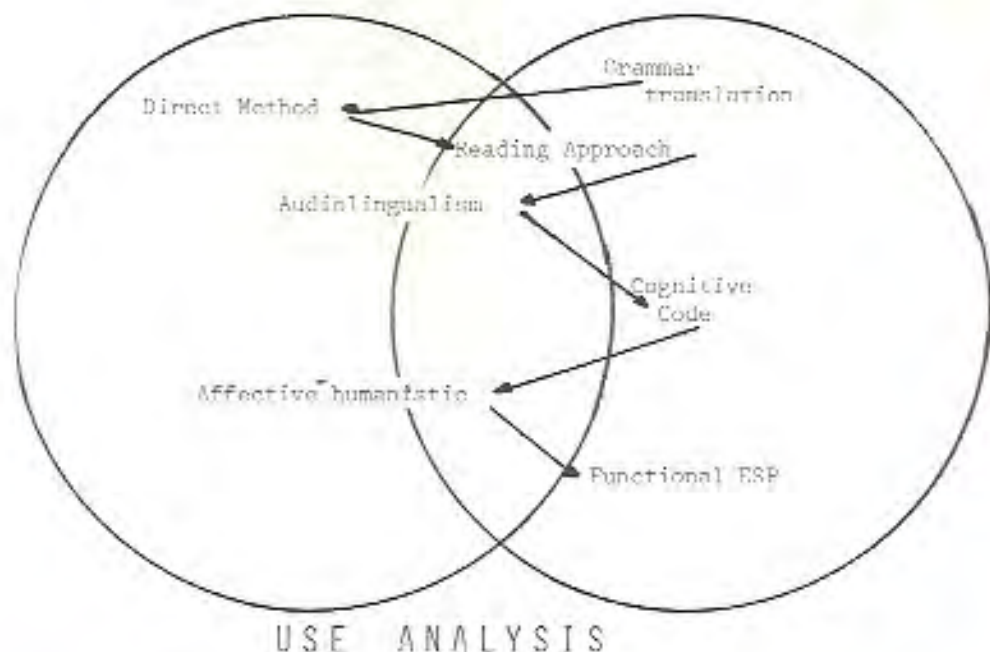 Grammar
translation
Direct Method
Reading Approach
Audiolingualism
Cognitive
Code
Affective-humanistic
Functional ESP
USE ANALYSIS